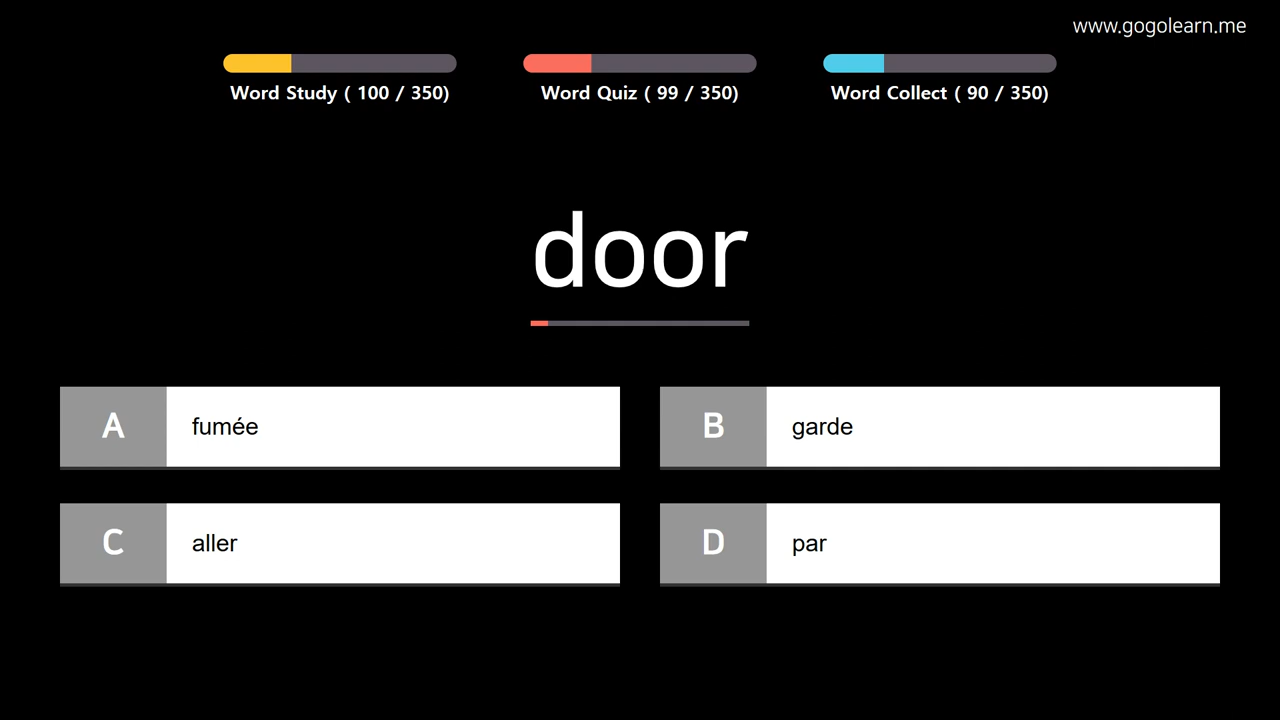 www.gogolearn.me
Word Study ( 100 / 350)
Word Quiz ( 99 / 350)
Word Collect ( 90 / 350)
door
A
fumée
B
garde
C
aller
D
par